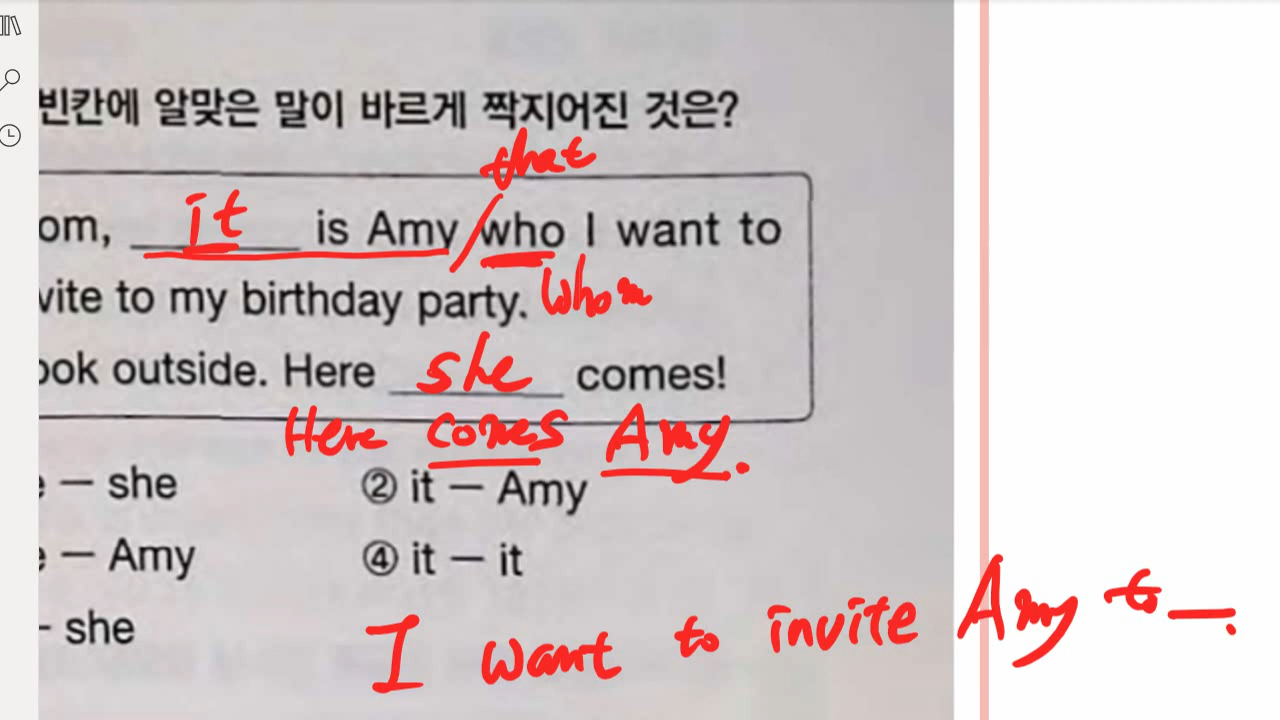 빈칸에 알맞은 말이 바르게 짝지어진 것은?
that
om, it is Amy / who I want to
vite to my birthday party. whom
ook outside. Here she comes!
Here comes Amy.
e — she ② it — Amy
e — Amy ④ it — it
- she
I want to invite Amy to —.